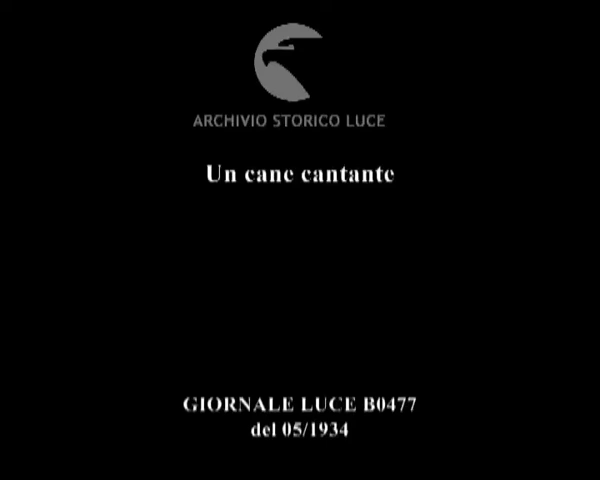 ARCHIVIO STORICO LUCE
Un cane cantante
GIORNALE LUCE B0477
del 05/1934